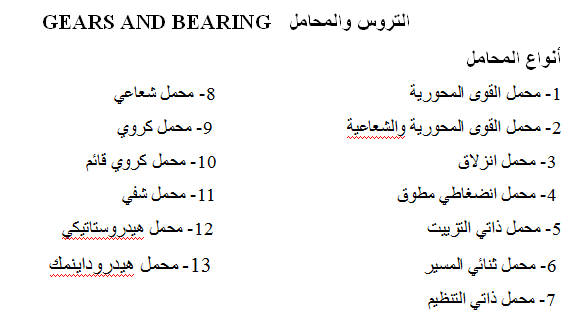 التروس والمحامل GEARS AND BEARING
أنواع المحامل
1- محمل القوى المحورية
2- محمل القوى المحورية والشعاعية
3- محمل انزلاق
4- محمل انضغاطي مطوق
5- محمل ذاتي التزييت
6- محمل ثنائي المسير
7- محمل ذاتي التنظيم
8- محمل شعاعي
9- محمل كروي
10- محمل كروي قائم
11- محمل شفي
12- محمل هيدروستاتيكي
13- محمل هيدرودداينمك